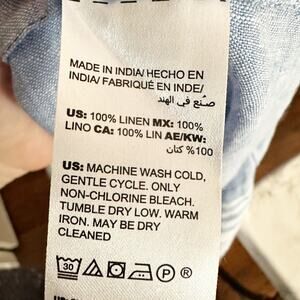 MADE IN INDIA/ HECHO EN
INDIA/ FABRIQUÉ EN INDE/
صنع في الهند
US: 100% LINEN MX: 100%
LINO CA: 100% LIN AE/KW:
100% كتان
US: MACHINE WASH COLD,
GENTLE CYCLE. ONLY
NON-CHLORINE BLEACH.
TUMBLE DRY LOW. WARM
IRON. MAY BE DRY
CLEANED
30 P